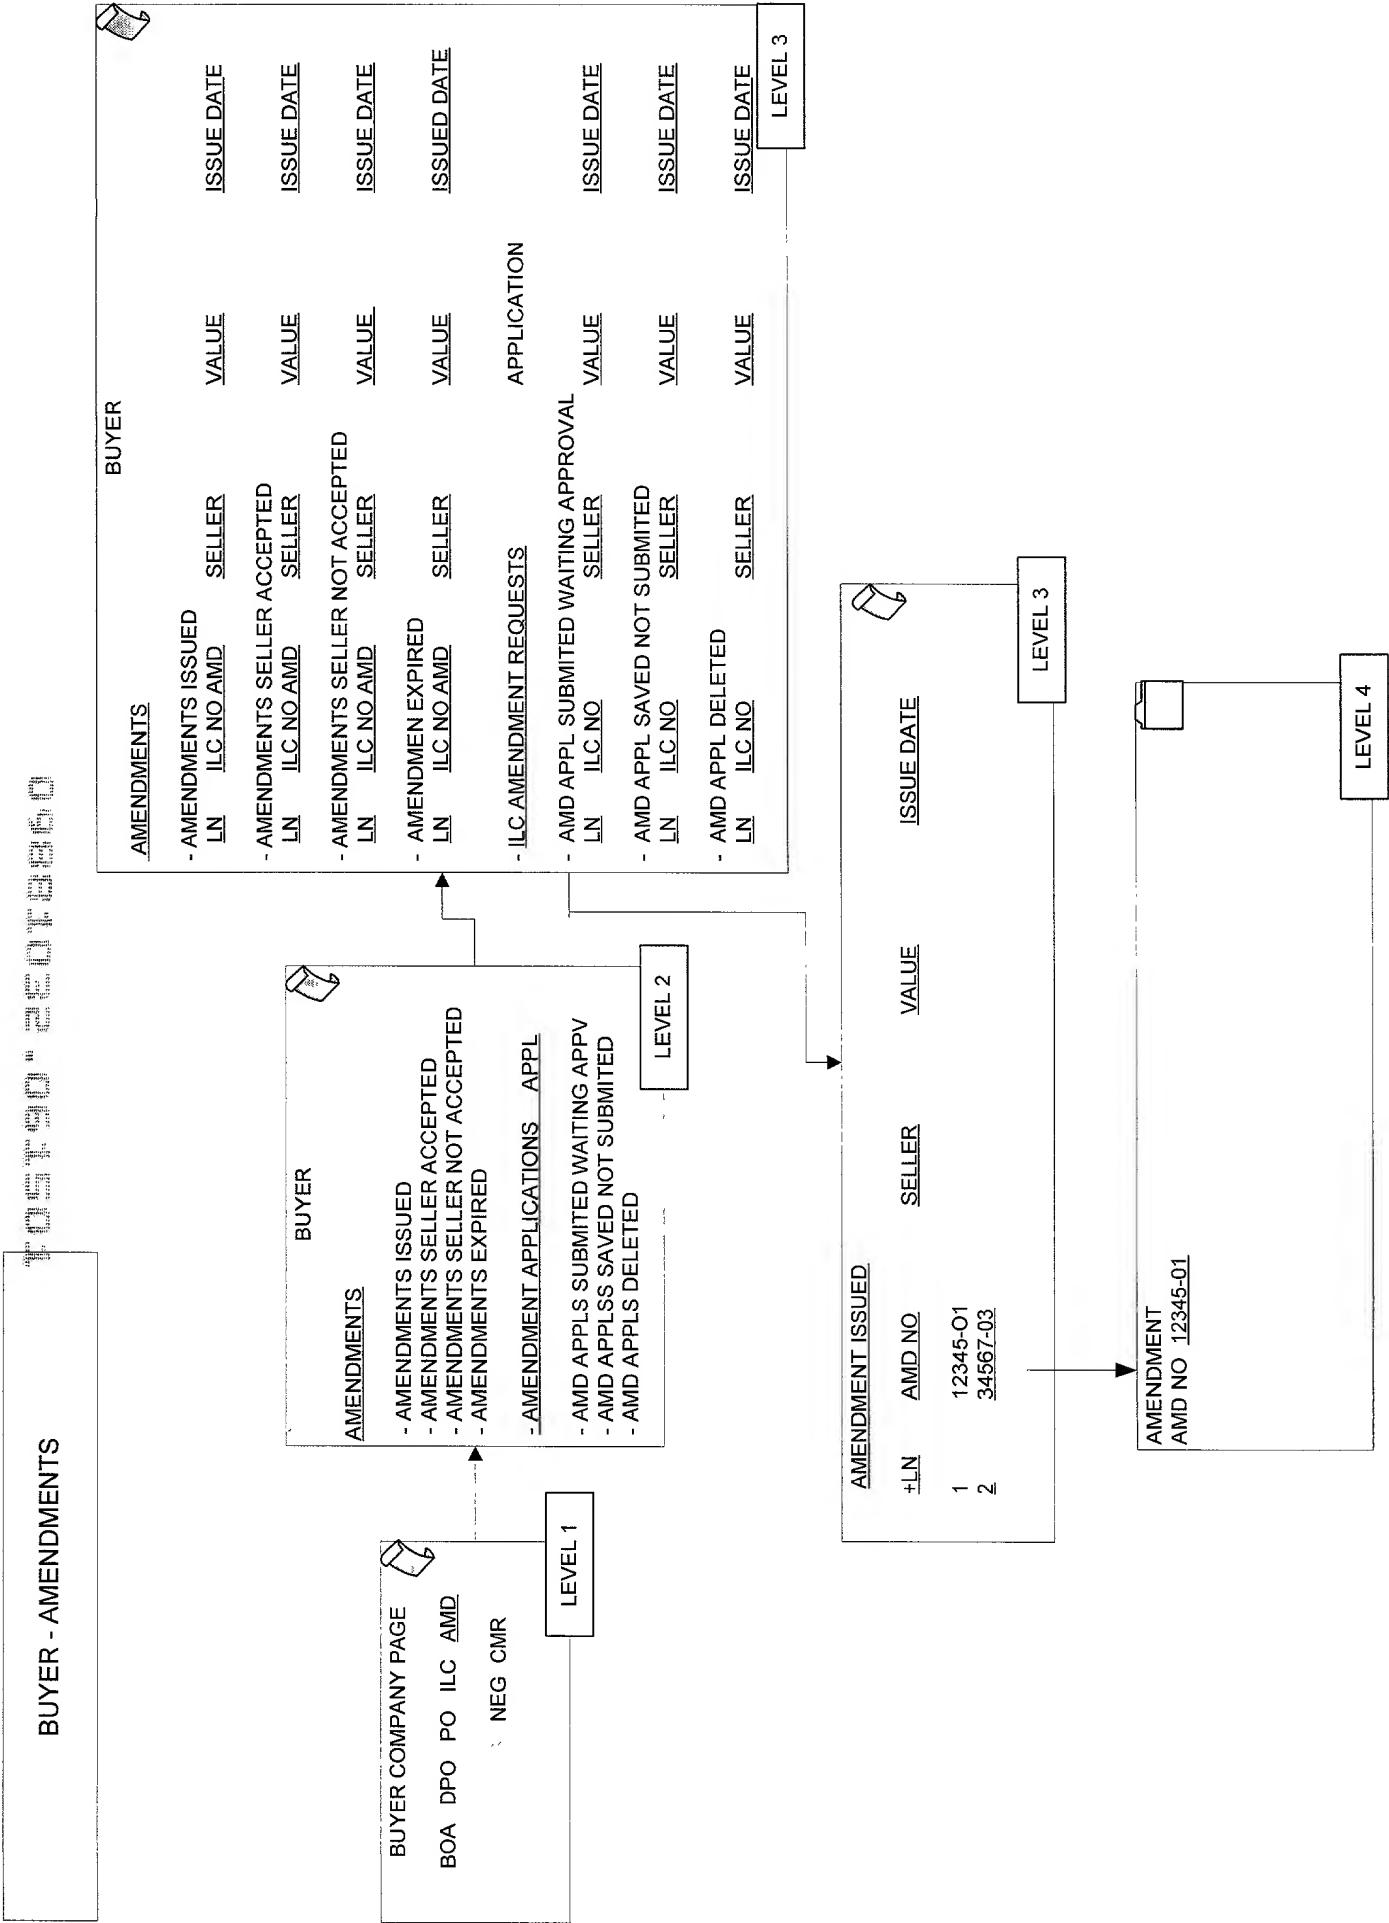 BUYER - AMENDMENTS
BUYER COMPANY PAGE
BOA DPO PO ILC AMD
NEG CMR
LEVEL 1
BUYER
AMENDMENTS
- AMENDMENTS ISSUED
- AMENDMENTS SELLER ACCEPTED
- AMENDMENTS SELLER NOT ACCEPTED
- AMENDMENTS EXPIRED
- AMENDMENT APPLICATIONS APPL
- AMD APPLS SUBMITED WAITING APPV
- AMD APPLSS SAVED NOT SUBMITED
- AMD APPLS DELETED
LEVEL 2
BUYER
AMENDMENTS
- AMENDMENTS ISSUED
LN ILC NO AMD SELLER VALUE ISSUE DATE
- AMENDMENTS SELLER ACCEPTED
LN ILC NO AMD SELLER VALUE ISSUE DATE
- AMENDMENTS SELLER NOT ACCEPTED
LN ILC NO AMD SELLER VALUE ISSUE DATE
- AMENDMEN EXPIRED
LN ILC NO AMD SELLER VALUE ISSUED DATE
- ILC AMENDMENT REQUESTS APPLICATION
- AMD APPL SUBMITED WAITING APPROVAL
LN ILC NO SELLER VALUE ISSUE DATE
- AMD APPL SAVED NOT SUBMITED
LN ILC NO SELLER VALUE ISSUE DATE
- AMD APPL DELETED
LN ILC NO SELLER VALUE ISSUE DATE
LEVEL 3
AMENDMENT ISSUED
+LN AMD NO SELLER VALUE ISSUE DATE
1 12345-O1
2 34567-03
LEVEL 3
AMENDMENT
AMD NO 12345-01
LEVEL 4